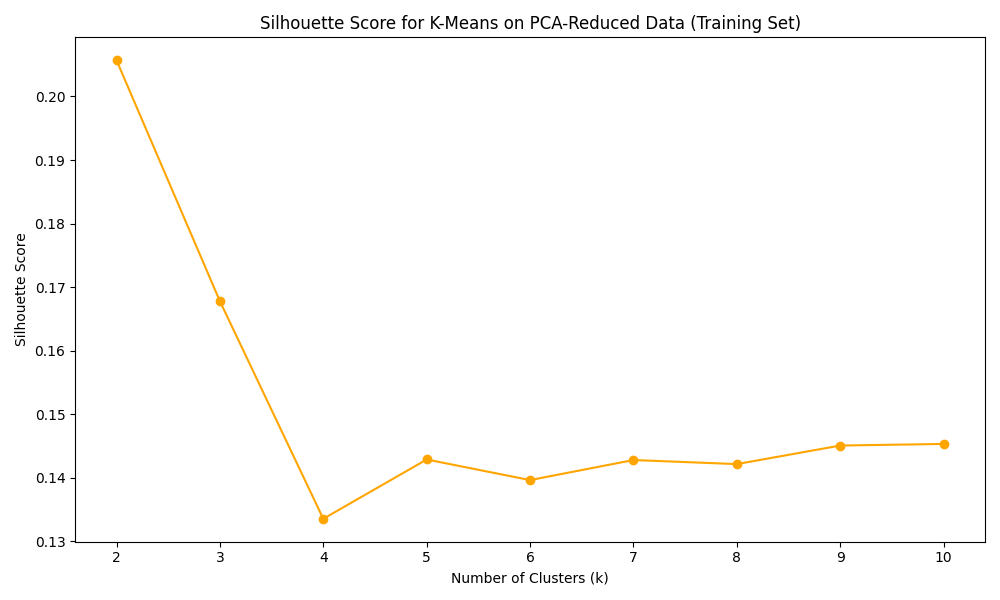 Silhouette Score for K-Means on PCA-Reduced Data (Training Set)
Silhouette Score
0.20
0.19
0.18
0.17
0.16
0.15
0.14
0.13
2 3 4 5 6 7 8 9 10
Number of Clusters (k)